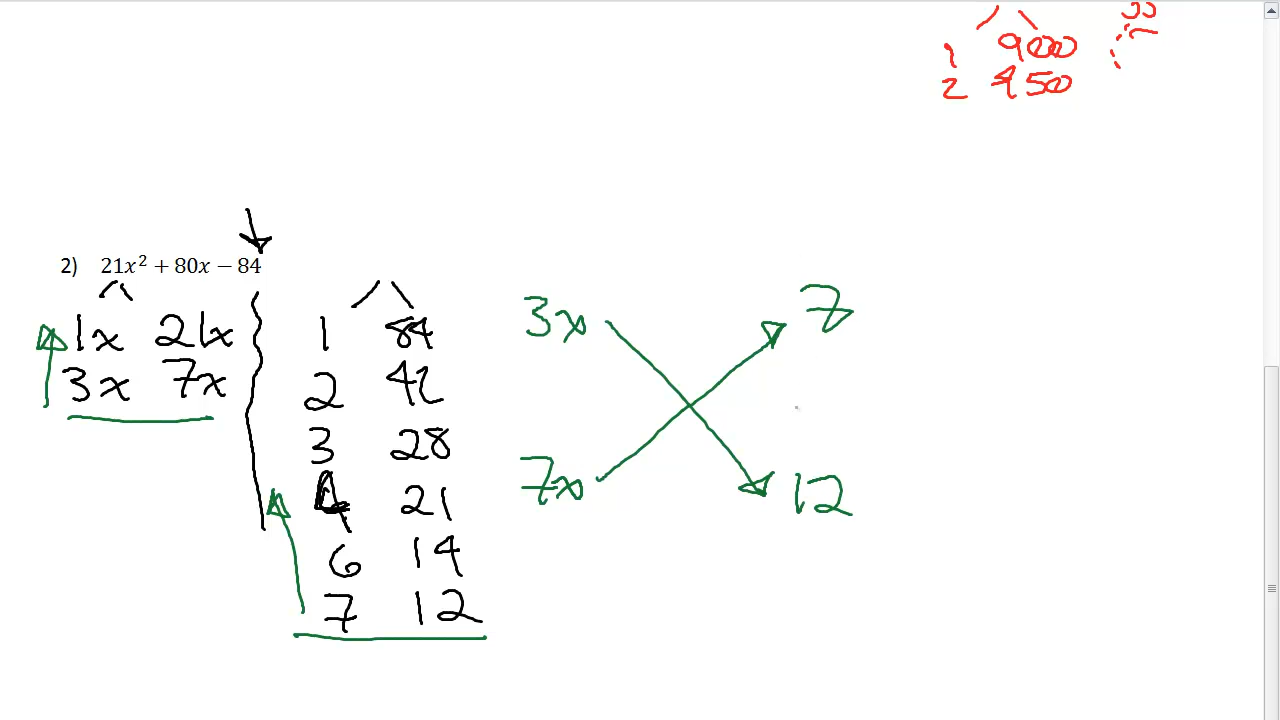 1 9000
2 4500
2) 21x² + 80x − 84
1x 21x
3x 7x
1 84
2 42
3 28
4 21
6 14
7 12
3x 7
7x 12